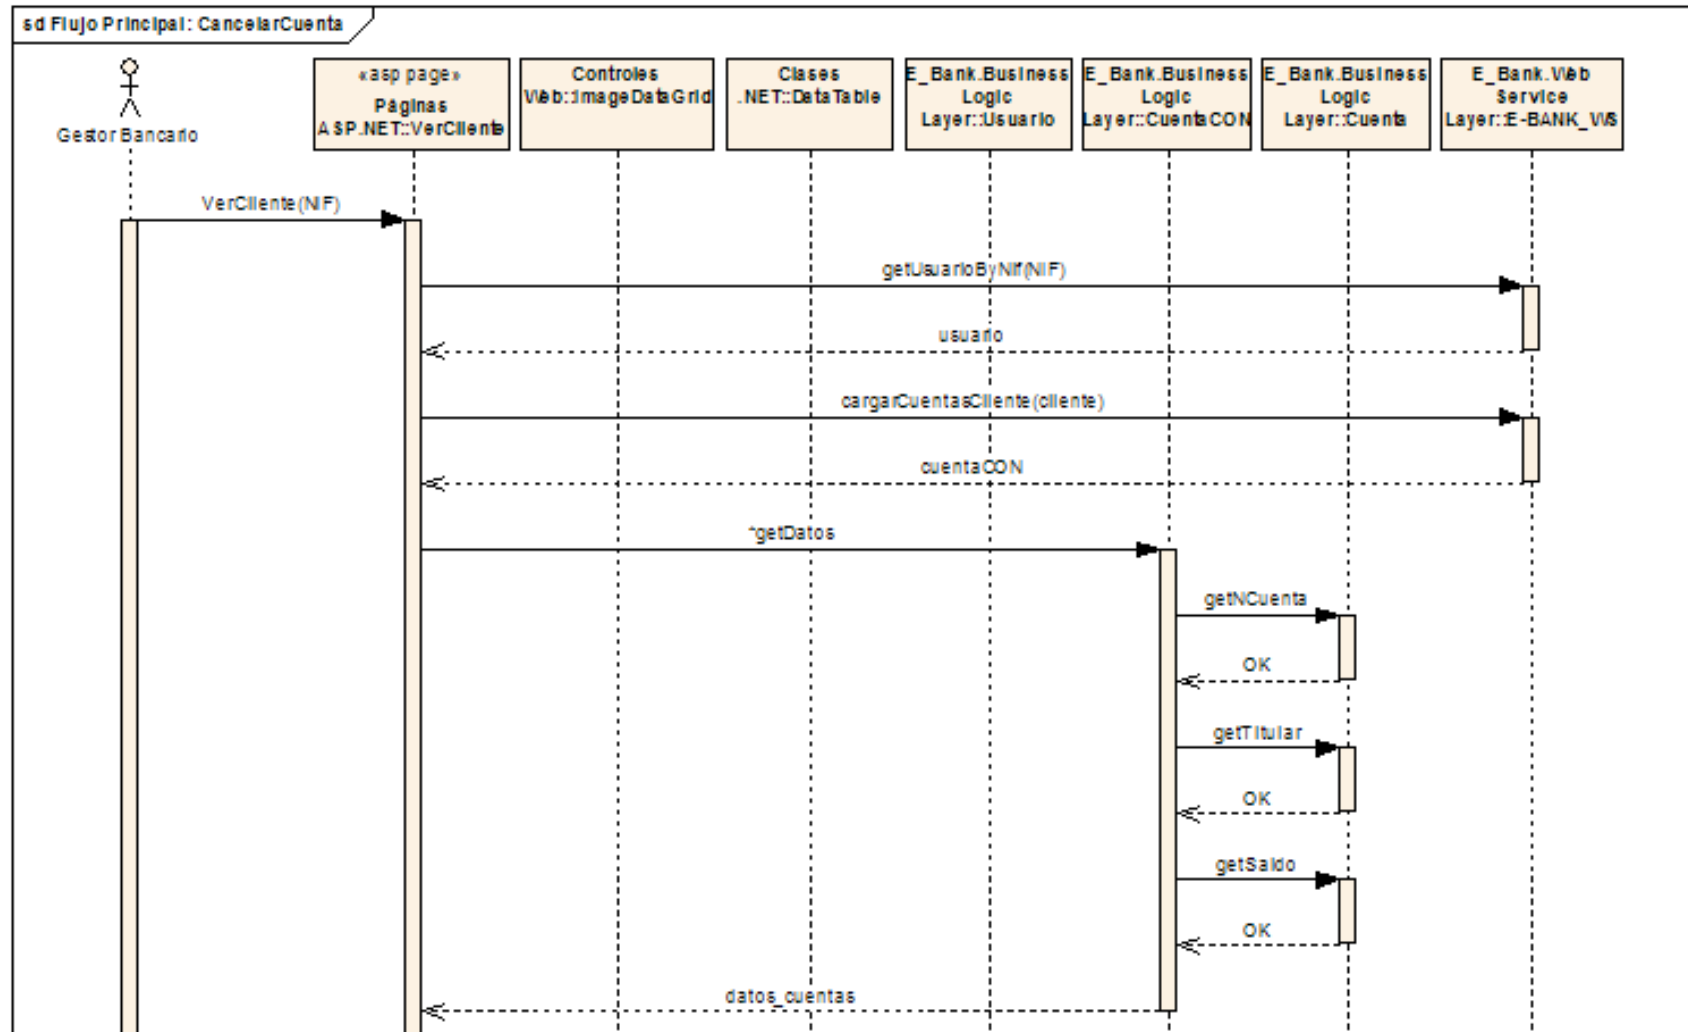 sd Flujo Principal: CancelarCuenta
Gestor Bancario
«asp page»
Páginas
ASP.NET::VerCliente
Controles
Web::ImageDataGrid
Clases
.NET::DataTable
E_Bank.Business
Logic
Layer::Usuario
E_Bank.Business
Logic
Layer::CuentaCON
E_Bank.Business
Logic
Layer::Cuenta
E_Bank.Web
Service
Layer::E-BANK_WS
VerCliente(NIF)
getUsuarioByNif(NIF)
usuario
cargarCuentasCliente(cliente)
cuentaCON
*getDatos
getNCuenta
OK
getTitular
OK
getSaldo
OK
datos_cuentas